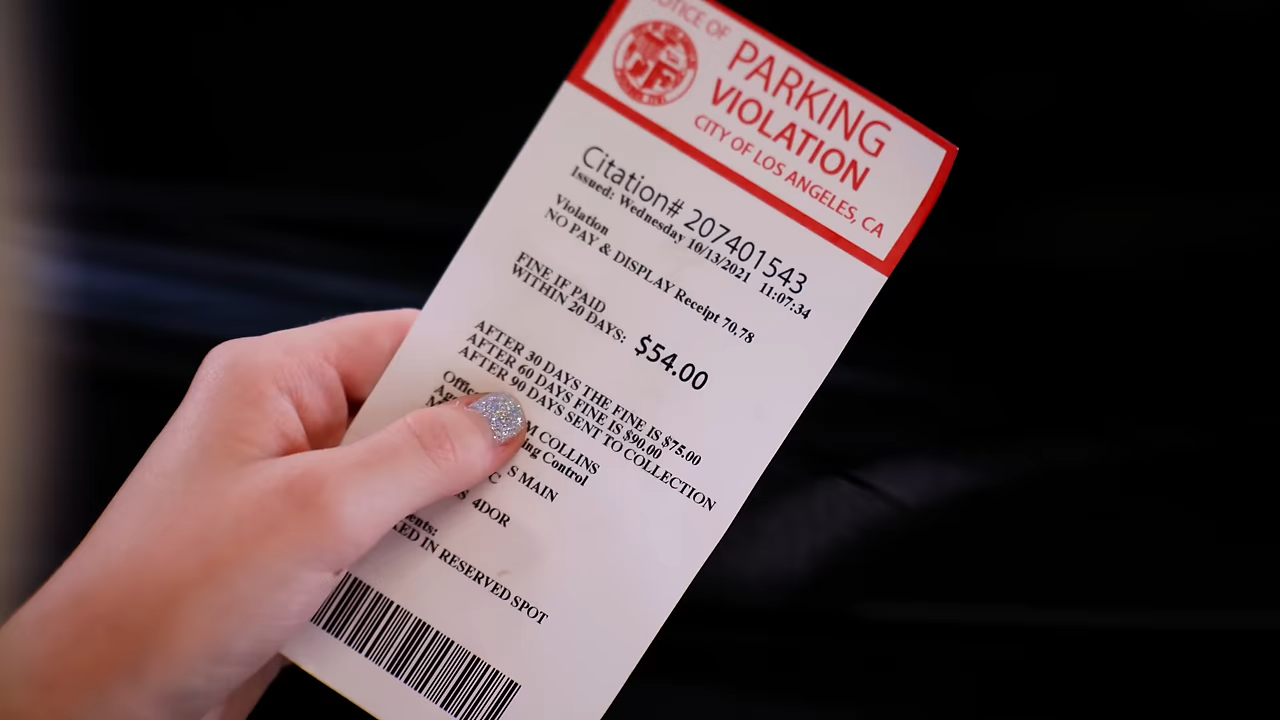 NOTICE OF
PARKING
VIOLATION
CITY OF LOS ANGELES, CA
Citation# 207401543
Issued: Wednesday 10/13/2021 11:07:34
Violation
NO PAY & DISPLAY Receipt 70.78
FINE IF PAID
WITHIN 20 DAYS: $54.00
AFTER 30 DAYS THE FINE IS $75.00
AFTER 60 DAYS FINE IS $90.00
AFTER 90 DAYS SENT TO COLLECTION
M COLLINS
ing Control
S MAIN
C
4DOR
ents:
KED IN RESERVED SPOT